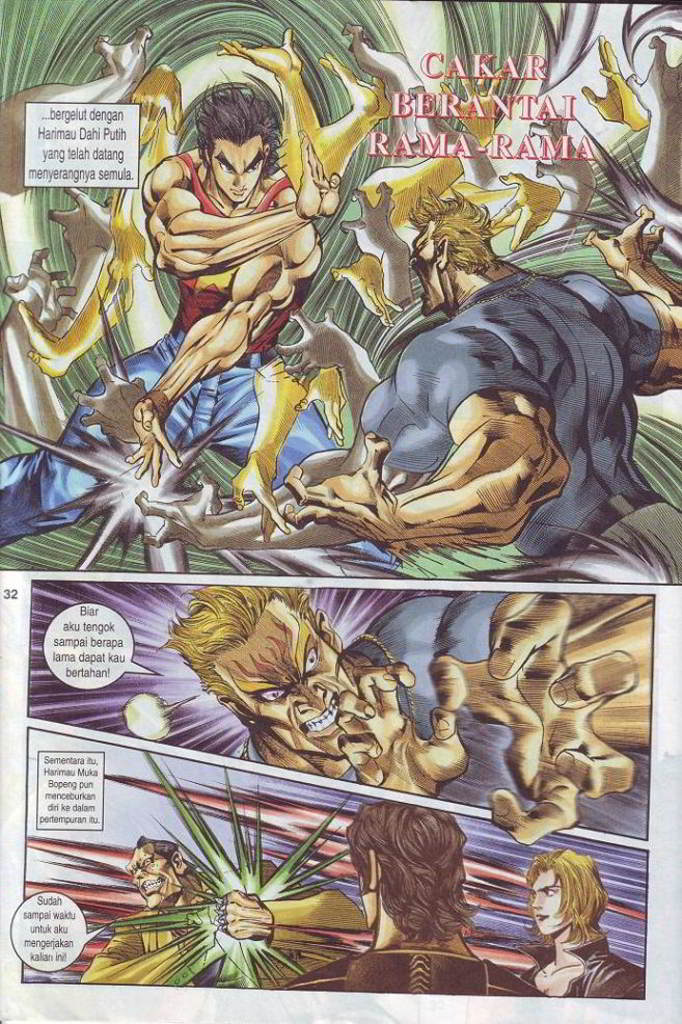 ...bergelut dengan
Harimau Dahi Putih
yang telah datang
menyerangnya semula.
CAKAR
BERANTAI
RAMA-RAMA
32
Biar
aku tengok
sampai berapa
lama dapat kau
bertahan!
Sementara itu,
Harimau Muka
Bopeng pun
menceburkan
diri ke dalam
pertempuran itu.
Sudah
sampai waktu
untuk aku
mengerjakan
kalian ini!